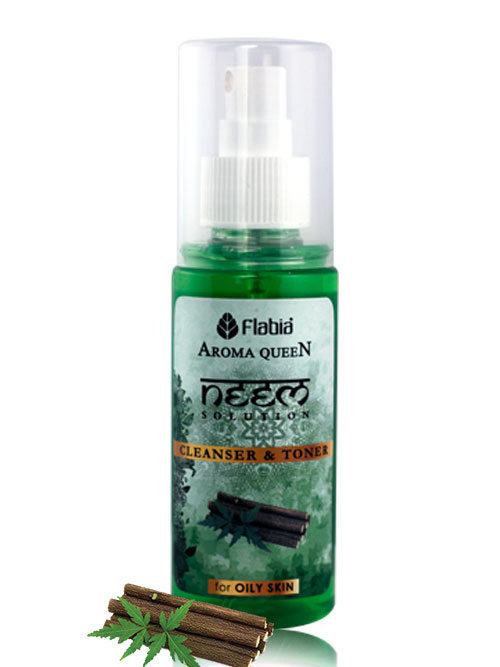 Flabia
AROMA QUEEN
NEEM
SOLUTION
CLEANSER & TONER
for OILY SKIN